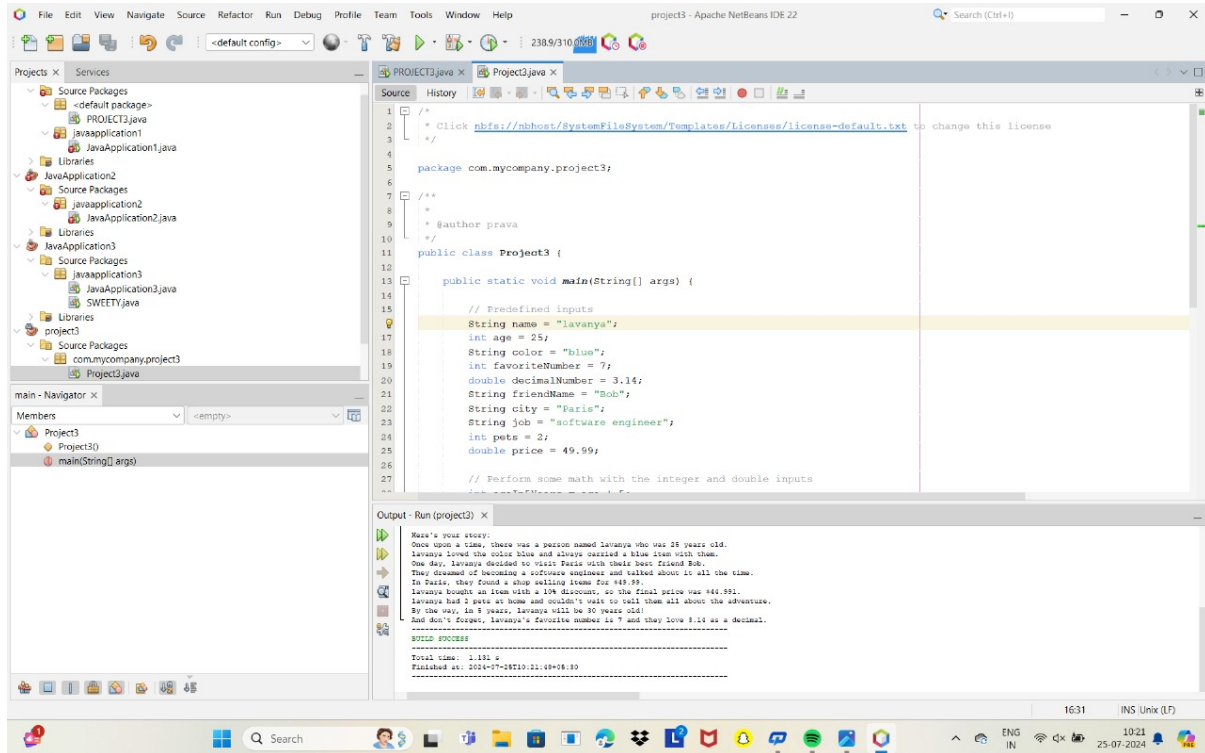 File Edit View Navigate Source Refactor Run Debug Profile Team Tools Window Help
project3 - Apache NetBeans IDE 22
Search (Ctrl+I)
<default config>
238.9/310.0MB
Projects Services
Source Packages
<default package>
PROJECT3.java
javaapplication1
JavaApplication1.java
Libraries
JavaApplication2
Source Packages
javaapplication2
JavaApplication2.java
Libraries
JavaApplication3
Source Packages
javaapplication3
JavaApplication3.java
SWEETY.java
Libraries
project3
Source Packages
com.mycompany.project3
Project3.java
main - Navigator
Members <empty>
Project3
Project3()
main(String[] args)
PROJECT3.java Project3.java
Source History
1 /*
2 * Click nbfs://nbhost/SystemFileSystem/Templates/Licenses/license-default.txt to change this license
3 */
4
5 package com.mycompany.project3;
6
7 /**
8 *
9 * @author prava
10 */
11 public class Project3 {
12
13 public static void main(String[] args) {
14
15 // Predefined inputs
String name = "lavanya";
17 int age = 25;
18 String color = "blue";
19 int favoriteNumber = 7;
20 double decimalNumber = 3.14;
21 String friendName = "Bob";
22 String city = "Paris";
23 String job = "software engineer";
24 int pets = 2;
25 double price = 49.99;
26
27 // Perform some math with the integer and double inputs
Output - Run (project3)
Here's your story:
Once upon a time, there was a person named lavanya who was 25 years old.
lavanya loved the color blue and always carried a blue item with them.
One day, lavanya decided to visit Paris with their best friend Bob.
They dreamed of becoming a software engineer and talked about it all the time.
In Paris, they found a shop selling items for $49.99.
lavanya bought an item with a 10% discount, so the final price was $44.991.
lavanya had 2 pets at home and couldn't wait to tell them all about the adventure.
By the way, in 5 years, lavanya will be 30 years old!
And don't forget, lavanya's favorite number is 7 and they love 3.14 as a decimal.
BUILD SUCCESS
Total time: 1.131 s
Finished at: 2024-07-25T10:21:49+05:30
16:31 INS Unix (LF)
Search
ENG
IN
10:21
25-07-2024